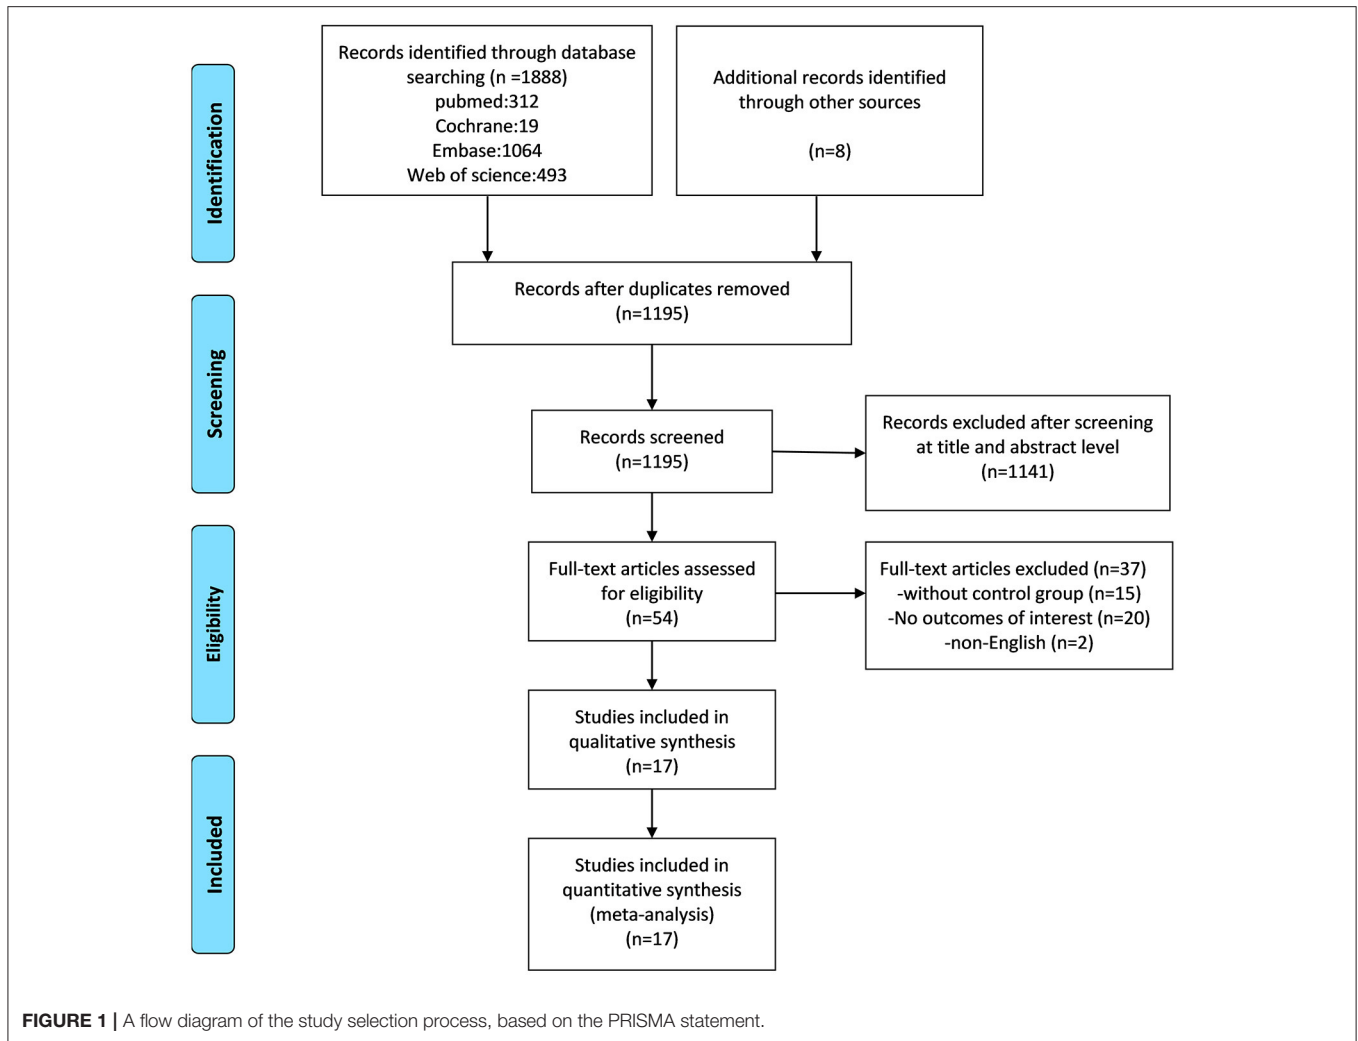 Identification
Records identified through database
searching (n =1888)
pubmed:312
Cochrane:19
Embase:1064
Web of science:493
Additional records identified
through other sources
(n=8)
Records after duplicates removed
(n=1195)
Screening
Records screened
(n=1195)
Records excluded after screening
at title and abstract level
(n=1141)
Eligibility
Full-text articles assessed
for eligibility
(n=54)
Full-text articles excluded (n=37)
-without control group (n=15)
-No outcomes of interest (n=20)
-non-English (n=2)
Studies included in
qualitative synthesis
(n=17)
Included
Studies included in
quantitative synthesis
(meta-analysis)
(n=17)
FIGURE 1 | A flow diagram of the study selection process, based on the PRISMA statement.